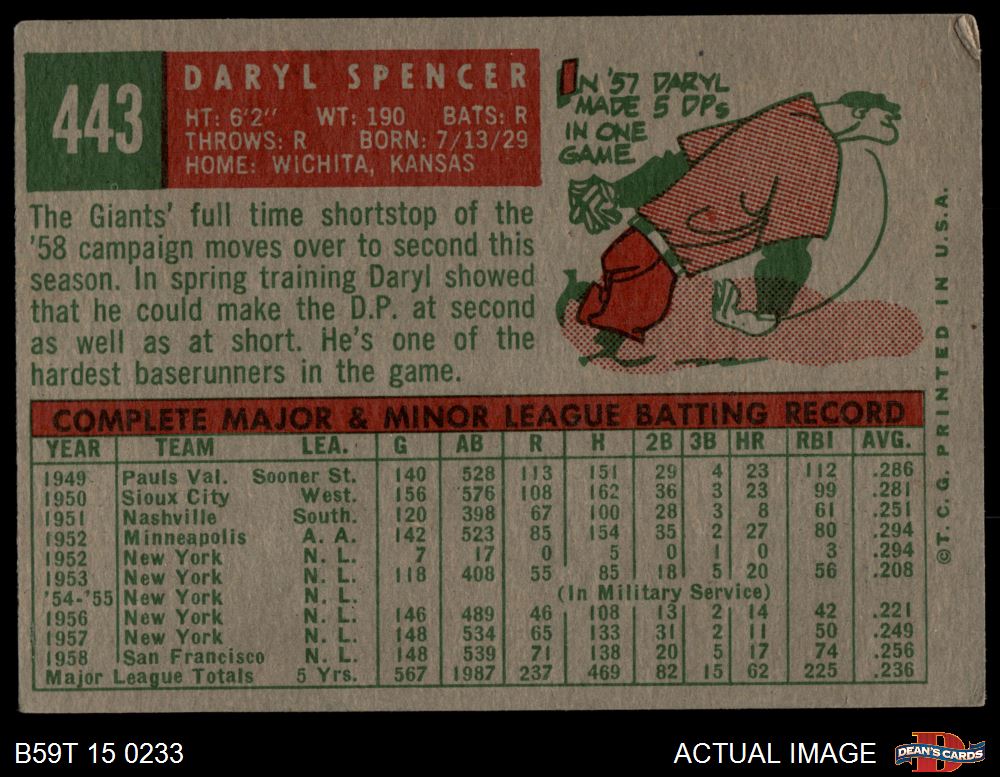 443
DARYL SPENCER
HT: 6'2" WT: 190 BATS: R
THROWS: R BORN: 7/13/29
HOME: WICHITA, KANSAS
IN '57 DARYL
MADE 5 DPs
IN ONE
GAME
The Giants' full time shortstop of the
'58 campaign moves over to second this
season. In spring training Daryl showed
that he could make the D.P. at second
as well as at short. He's one of the
hardest baserunners in the game.
COMPLETE MAJOR & MINOR LEAGUE BATTING RECORD
YEAR TEAM LEA. G AB R H 2B 3B HR RBI AVG.
1949 Pauls Val. Sooner St. 140 528 113 151 29 4 23 112 .286
1950 Sioux City West. 156 576 108 162 36 3 23 99 .281
1951 Nashville South. 120 398 67 100 28 3 8 61 .251
1952 Minneapolis A. A. 142 523 85 154 35 2 27 80 .294
1952 New York N. L. 7 17 0 5 0 1 0 3 .294
1953 New York N. L. 118 408 55 85 18 5 20 56 .208
'54-'55 New York N. L. (In Military Service)
1956 New York N. L. 146 489 46 108 13 2 14 42 .221
1957 New York N. L. 148 534 65 133 31 2 11 50 .249
1958 San Francisco N. L. 148 539 71 138 20 5 17 74 .256
Major League Totals 5 Yrs. 567 1987 237 469 82 15 62 225 .236
©T. C. G. PRINTED IN U.S.A.
B59T 15 0233
ACTUAL IMAGE
D
DEAN'S CARDS